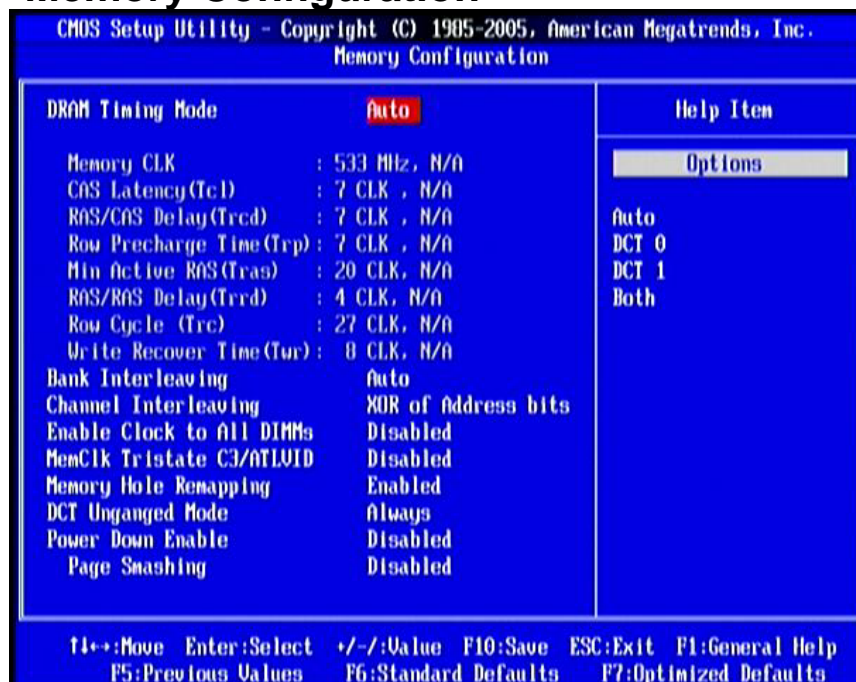 Memory Configuration
CMOS Setup Utility - Copyright (C) 1985-2005, American Megatrends, Inc.
Memory Configuration
DRAM Timing Mode Auto
Help Item
Memory CLK : 533 MHz, N/A
Options
CAS Latency(Tcl) : 7 CLK , N/A
RAS/CAS Delay(Trcd) : 7 CLK , N/A
Auto
Row Precharge Time(Trp): 7 CLK , N/A
DCT 0
Min Active RAS(Tras) : 20 CLK, N/A
DCT 1
RAS/RAS Delay(Trrd) : 4 CLK, N/A
Both
Row Cycle (Trc) : 27 CLK, N/A
Write Recover Time(Twr): 8 CLK, N/A
Bank Interleaving Auto
Channel Interleaving XOR of Address bits
Enable Clock to All DIMMs Disabled
MemClk Tristate C3/ATLVID Disabled
Memory Hole Remapping Enabled
DCT Unganged Mode Always
Power Down Enable Disabled
Page Smashing Disabled
↑↓←→:Move Enter:Select +/-/:Value F10:Save ESC:Exit F1:General Help
F5:Previous Values F6:Standard Defaults F7:Optimized Defaults